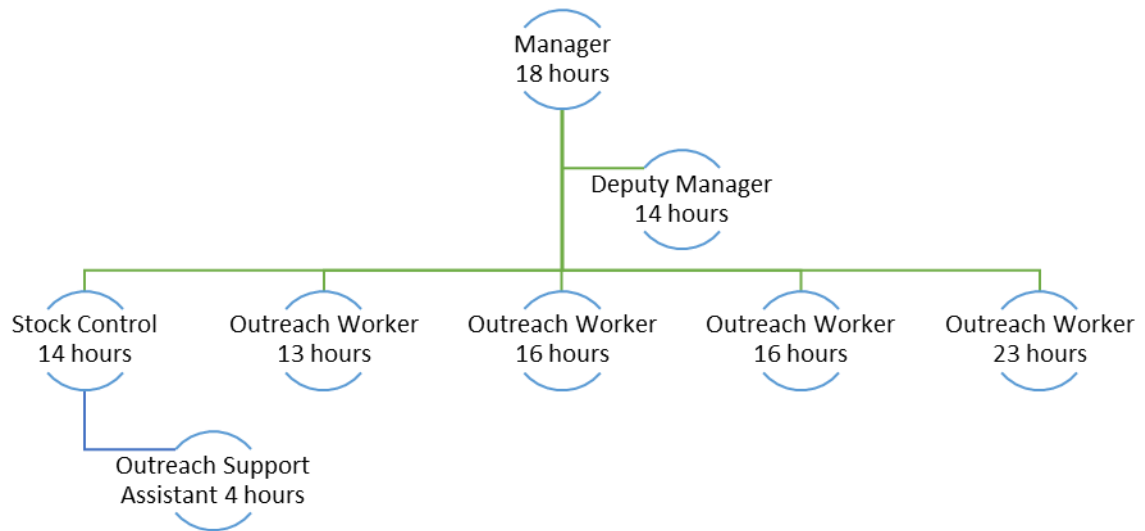 Manager
18 hours
Deputy Manager
14 hours
Stock Control
14 hours
Outreach Worker
13 hours
Outreach Worker
16 hours
Outreach Worker
16 hours
Outreach Worker
23 hours
Outreach Support
Assistant 4 hours